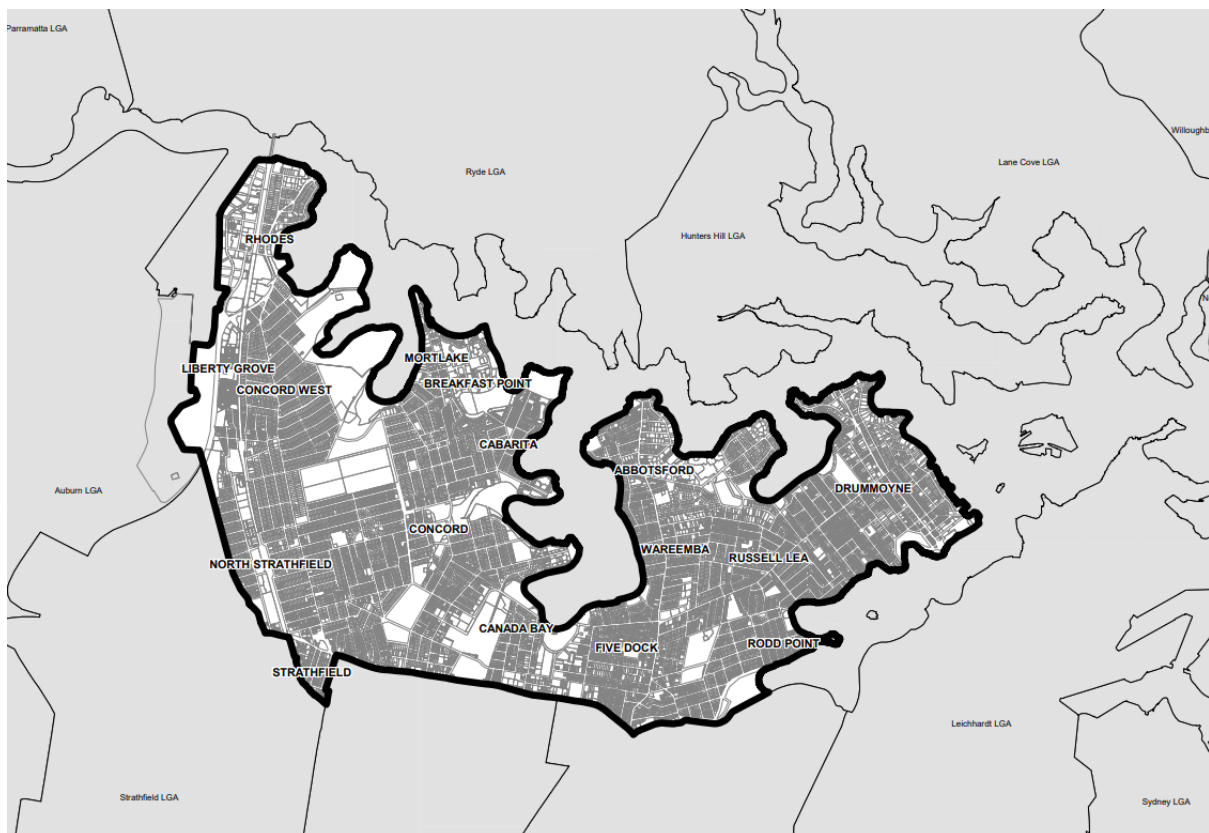 Parramatta LGA
Willoughb
Lane Cove LGA
Ryde LGA
Hunters Hill LGA
RHODES
N
MORTLAKE
LIBERTY GROVE
BREAKFAST POINT
CONCORD WEST
CABARITA
ABBOTSFORD
DRUMMOYNE
Auburn LGA
CONCORD
WAREEMBA
RUSSELL LEA
NORTH STRATHFIELD
CANADA BAY
RODD POINT
FIVE DOCK
STRATHFIELD
Leichhardt LGA
Strathfield LGA
Sydney LGA